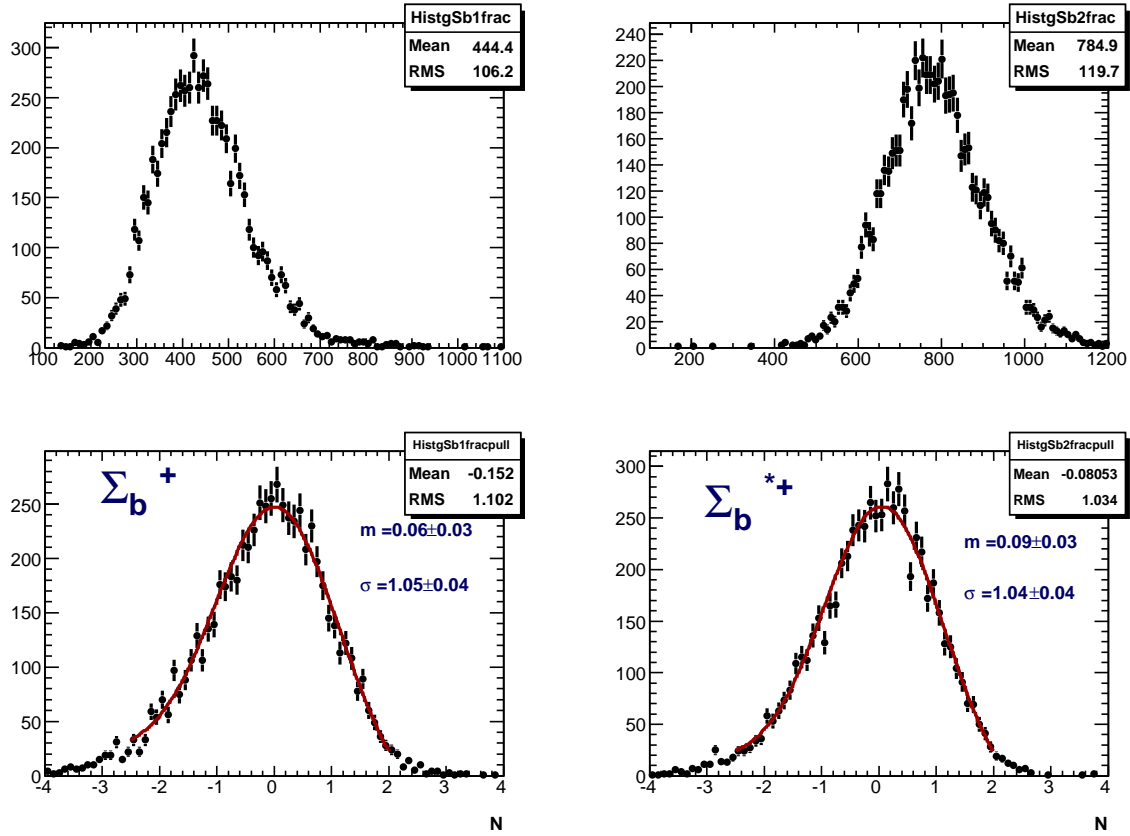 HistgSb1frac
Mean 444.4
RMS 106.2
300
250
200
150
100
50
0
100 200 300 400 500 600 700 800 900 1000 1100
HistgSb2frac
Mean 784.9
RMS 119.7
240
220
200
180
160
140
120
100
80
60
40
20
0
200 400 600 800 1000 1200
HistgSb1fracpull
Mean -0.152
RMS 1.102
Σb +
m =0.06±0.03
σ =1.05±0.04
250
200
150
100
50
0
-4 -3 -2 -1 0 1 2 3 4
N
HistgSb2fracpull
Mean -0.08053
RMS 1.034
Σb *+
m =0.09±0.03
σ =1.04±0.04
300
250
200
150
100
50
0
-4 -3 -2 -1 0 1 2 3 4
N